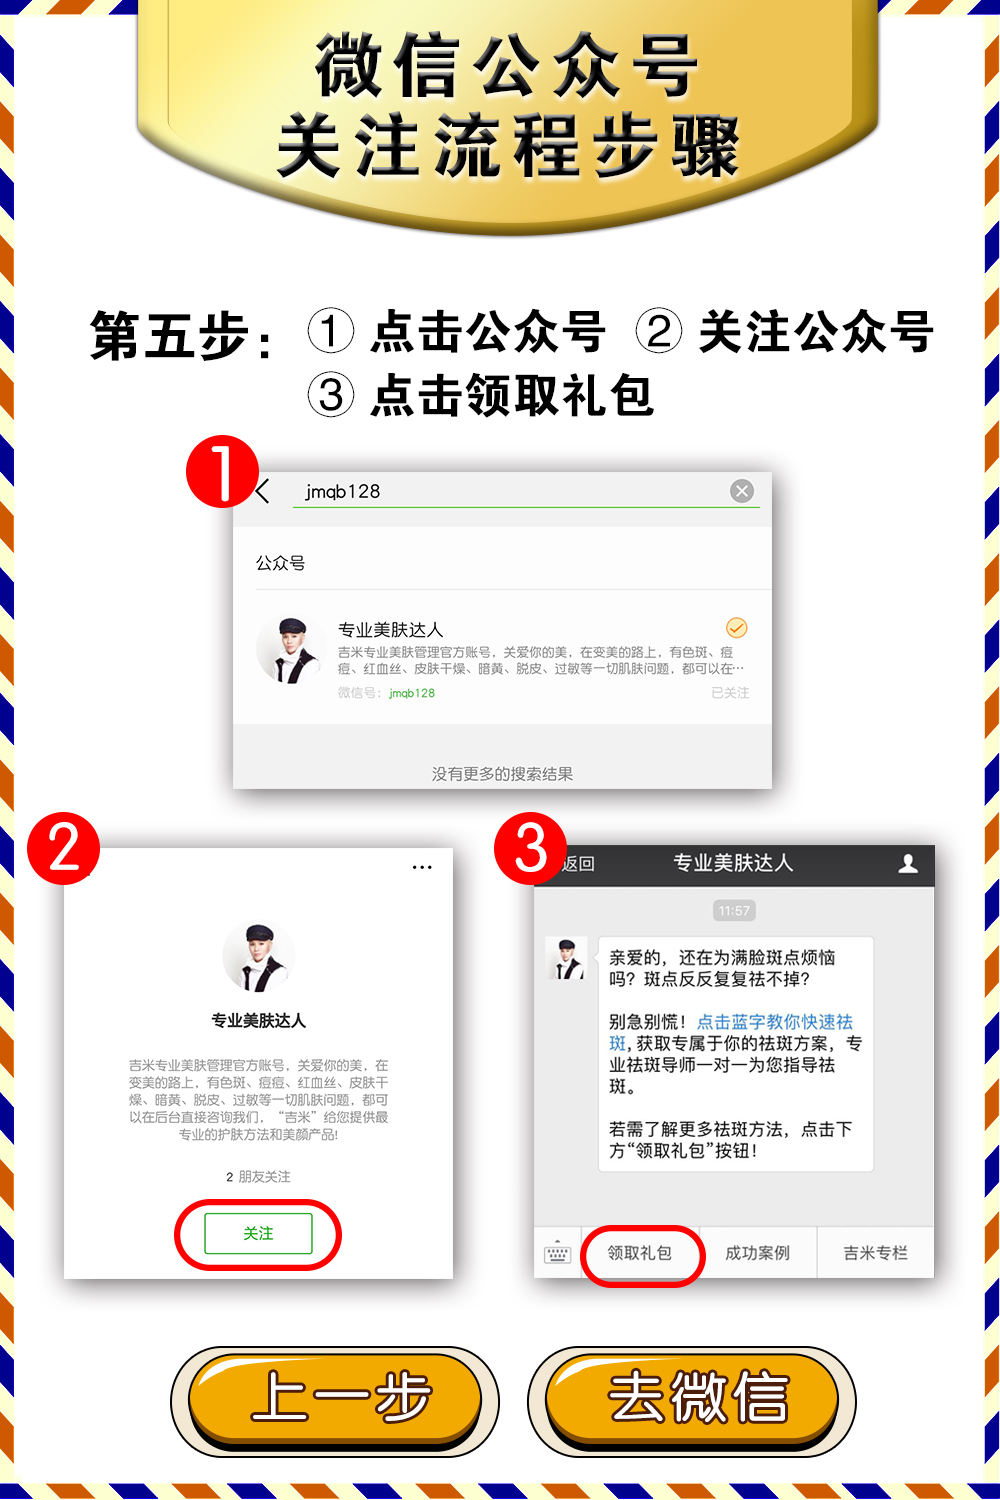 微信公众号
关注流程步骤
第五步： ① 点击公众号 ② 关注公众号
③ 点击领取礼包
1
jmqb128
公众号
专业美肤达人
吉米专业美肤管理官方账号，关爱你的美，在变美的路上，有色斑、痘
痘、红血丝、皮肤干燥、暗黄、脱皮、过敏等一切肌肤问题，都可以在…
微信号：jmqb128
已关注
没有更多的搜索结果
2
专业美肤达人
吉米专业美肤管理官方账号，关爱你的美，在
变美的路上，有色斑、痘痘、红血丝、皮肤干
燥、暗黄、脱皮、过敏等一切肌肤问题，都可
以在后台直接咨询我们，“吉米”给您提供最
专业的护肤方法和美颜产品!
2 朋友关注
关注
3
返回
专业美肤达人
11:57
亲爱的，还在为满脸斑点烦恼
吗？斑点反反复复祛不掉？
别急别慌！点击蓝字教你快速祛
斑,获取专属于你的祛斑方案，专
业祛斑导师一对一为您指导祛
斑。
若需了解更多祛斑方法，点击下
方“领取礼包”按钮！
领取礼包
成功案例
吉米专栏
上一步
去微信